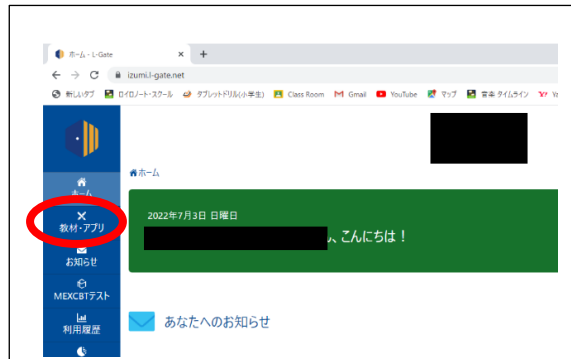 ホーム - L-Gate
izumi.l-gate.net
新しいタブ ロイロノート・スクール タブレットドリル(小学生) Class Room Gmail YouTube マップ 音楽 タイムライン
ホーム
ホーム
2022年7月3日 日曜日
ん、こんにちは！
教材・アプリ
お知らせ
MEXCBTテスト
利用履歴
あなたへのお知らせ